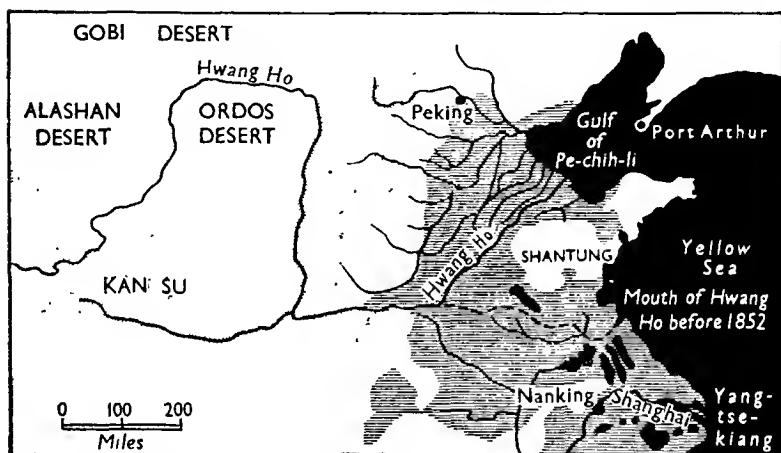 GOBI DESERT
Hwang Ho
ALASHAN
DESERT
ORDOS
DESERT
Peking
Gulf
of
Pe-chih-li
Port Arthur
KAN SU
Hwang Ho
SHANTUNG
Yellow
Sea
Mouth of Hwang
Ho before 1852
Nanking
Shanghai
Yang-
tse-
kiang
0 100 200
Miles